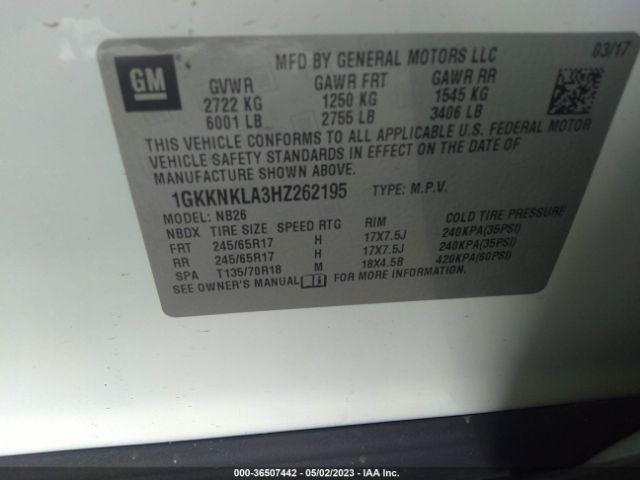 GM
MFD BY GENERAL MOTORS LLC 03/17
GVWR GAWR FRT GAWR RR
2722 KG 1250 KG 1545 KG
6001 LB 2755 LB 3406 LB
THIS VEHICLE CONFORMS TO ALL APPLICABLE U.S. FEDERAL MOTOR
VEHICLE SAFETY STANDARDS IN EFFECT ON THE DATE OF
MANUFACTURE SHOWN ABOVE.
1GKKNKLA3HZ262195 TYPE: M.P.V.
MODEL: NB26
NBDX TIRE SIZE SPEED RTG RIM COLD TIRE PRESSURE
FRT 245/65R17 H 17X7.5J 240KPA(35PSI)
RR 245/65R17 H 17X7.5J 240KPA(35PSI)
SPA T135/70R18 M 18X4.5B 420KPA(60PSI)
SEE OWNER'S MANUAL FOR MORE INFORMATION.
000-36507442 - 05/02/2023 - IAA Inc.